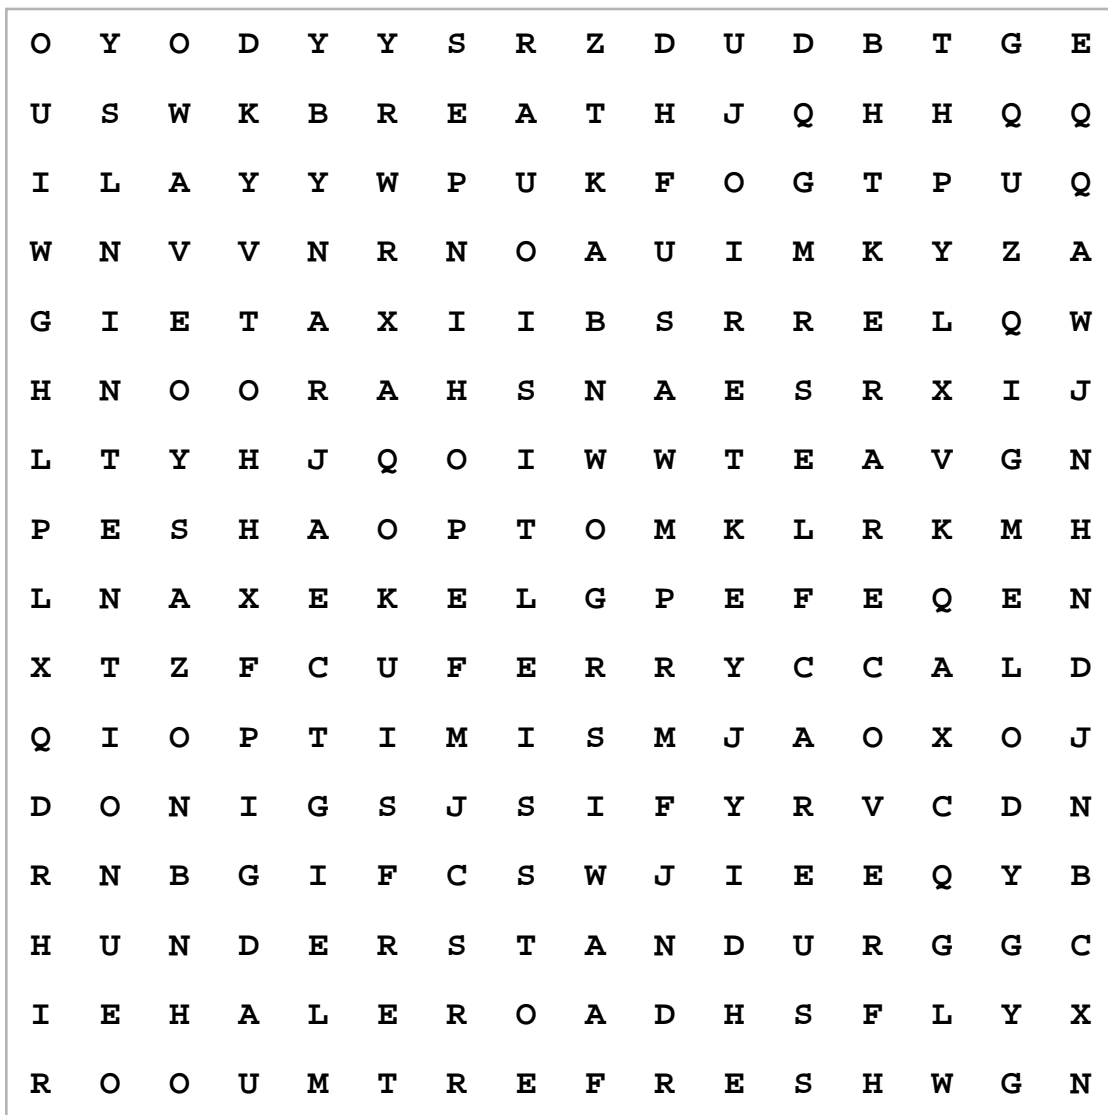 O Y O D Y Y S R Z D U D B T G E
U S W K B R E A T H J Q H H Q Q
I L A Y Y W P U K F O G T P U Q
W N V V N R N O A U I M K Y Z A
G I E T A X I I B S R R E L Q W
H N O O R A H S N A E S R X I J
L T Y H J Q O I W W T E A V G N
P E S H A O P T O M K L R K M H
L N A X E K E L G P E F E Q E N
X T Z F C U F E R R Y C C A L D
Q I O P T I M I S M J A O X O J
D O N I G S J S I F Y R V C D N
R N B G I F C S W J I E E Q Y B
H U N D E R S T A N D U R G G C
I E H A L E R O A D H S F L Y X
R O O U M T R E F R E S H W G N